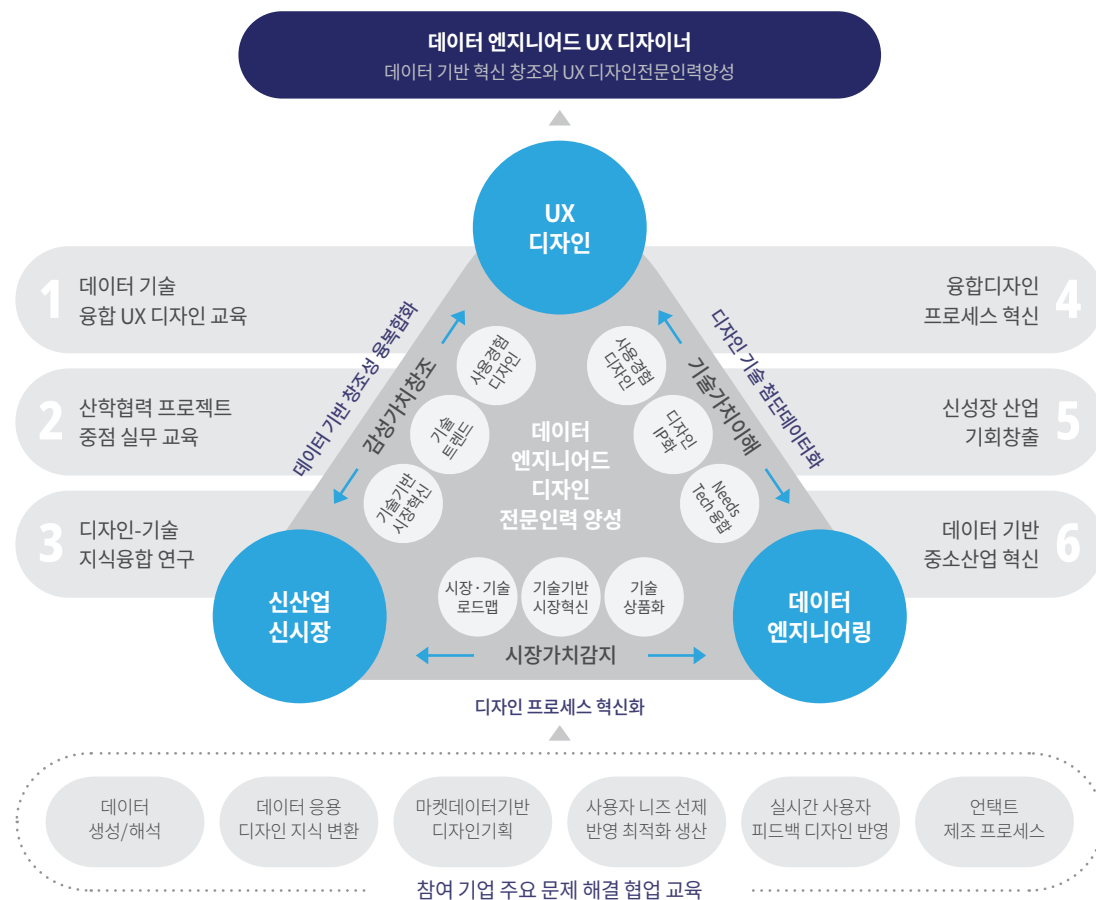 데이터 엔지니어드 UX 디자이너
데이터 기반 혁신 창조와 UX 디자인전문인력양성
UX
디자인
1
데이터 기술
융합 UX 디자인 교육
2
산학협력 프로젝트
중점 실무 교육
3
디자인-기술
지식융합 연구
융합디자인
프로세스 혁신
4
신성장 산업
기회창출
5
데이터 기반
중소산업 혁신
6
데이터 기반 창조성 융복합화
감성가치창조
사용경험
디자인
기술
트렌드
기술기반
시장혁신
디자인 기술 첨단데이터화
기술가치이해
사용경험
디자인
디자인
IP화
Needs
Tech 융합
데이터
엔지니어드
디자인
전문인력 양성
신산업
신시장
데이터
엔지니어링
시장·기술
로드맵
기술기반
시장혁신
기술
상품화
시장가치감지
디자인 프로세스 혁신화
데이터
생성/해석
데이터 응용
디자인 지식 변환
마켓데이터기반
디자인기획
사용자 니즈 선제
반영 최적화 생산
실시간 사용자
피드백 디자인 반영
언택트
제조 프로세스
참여 기업 주요 문제 해결 협업 교육